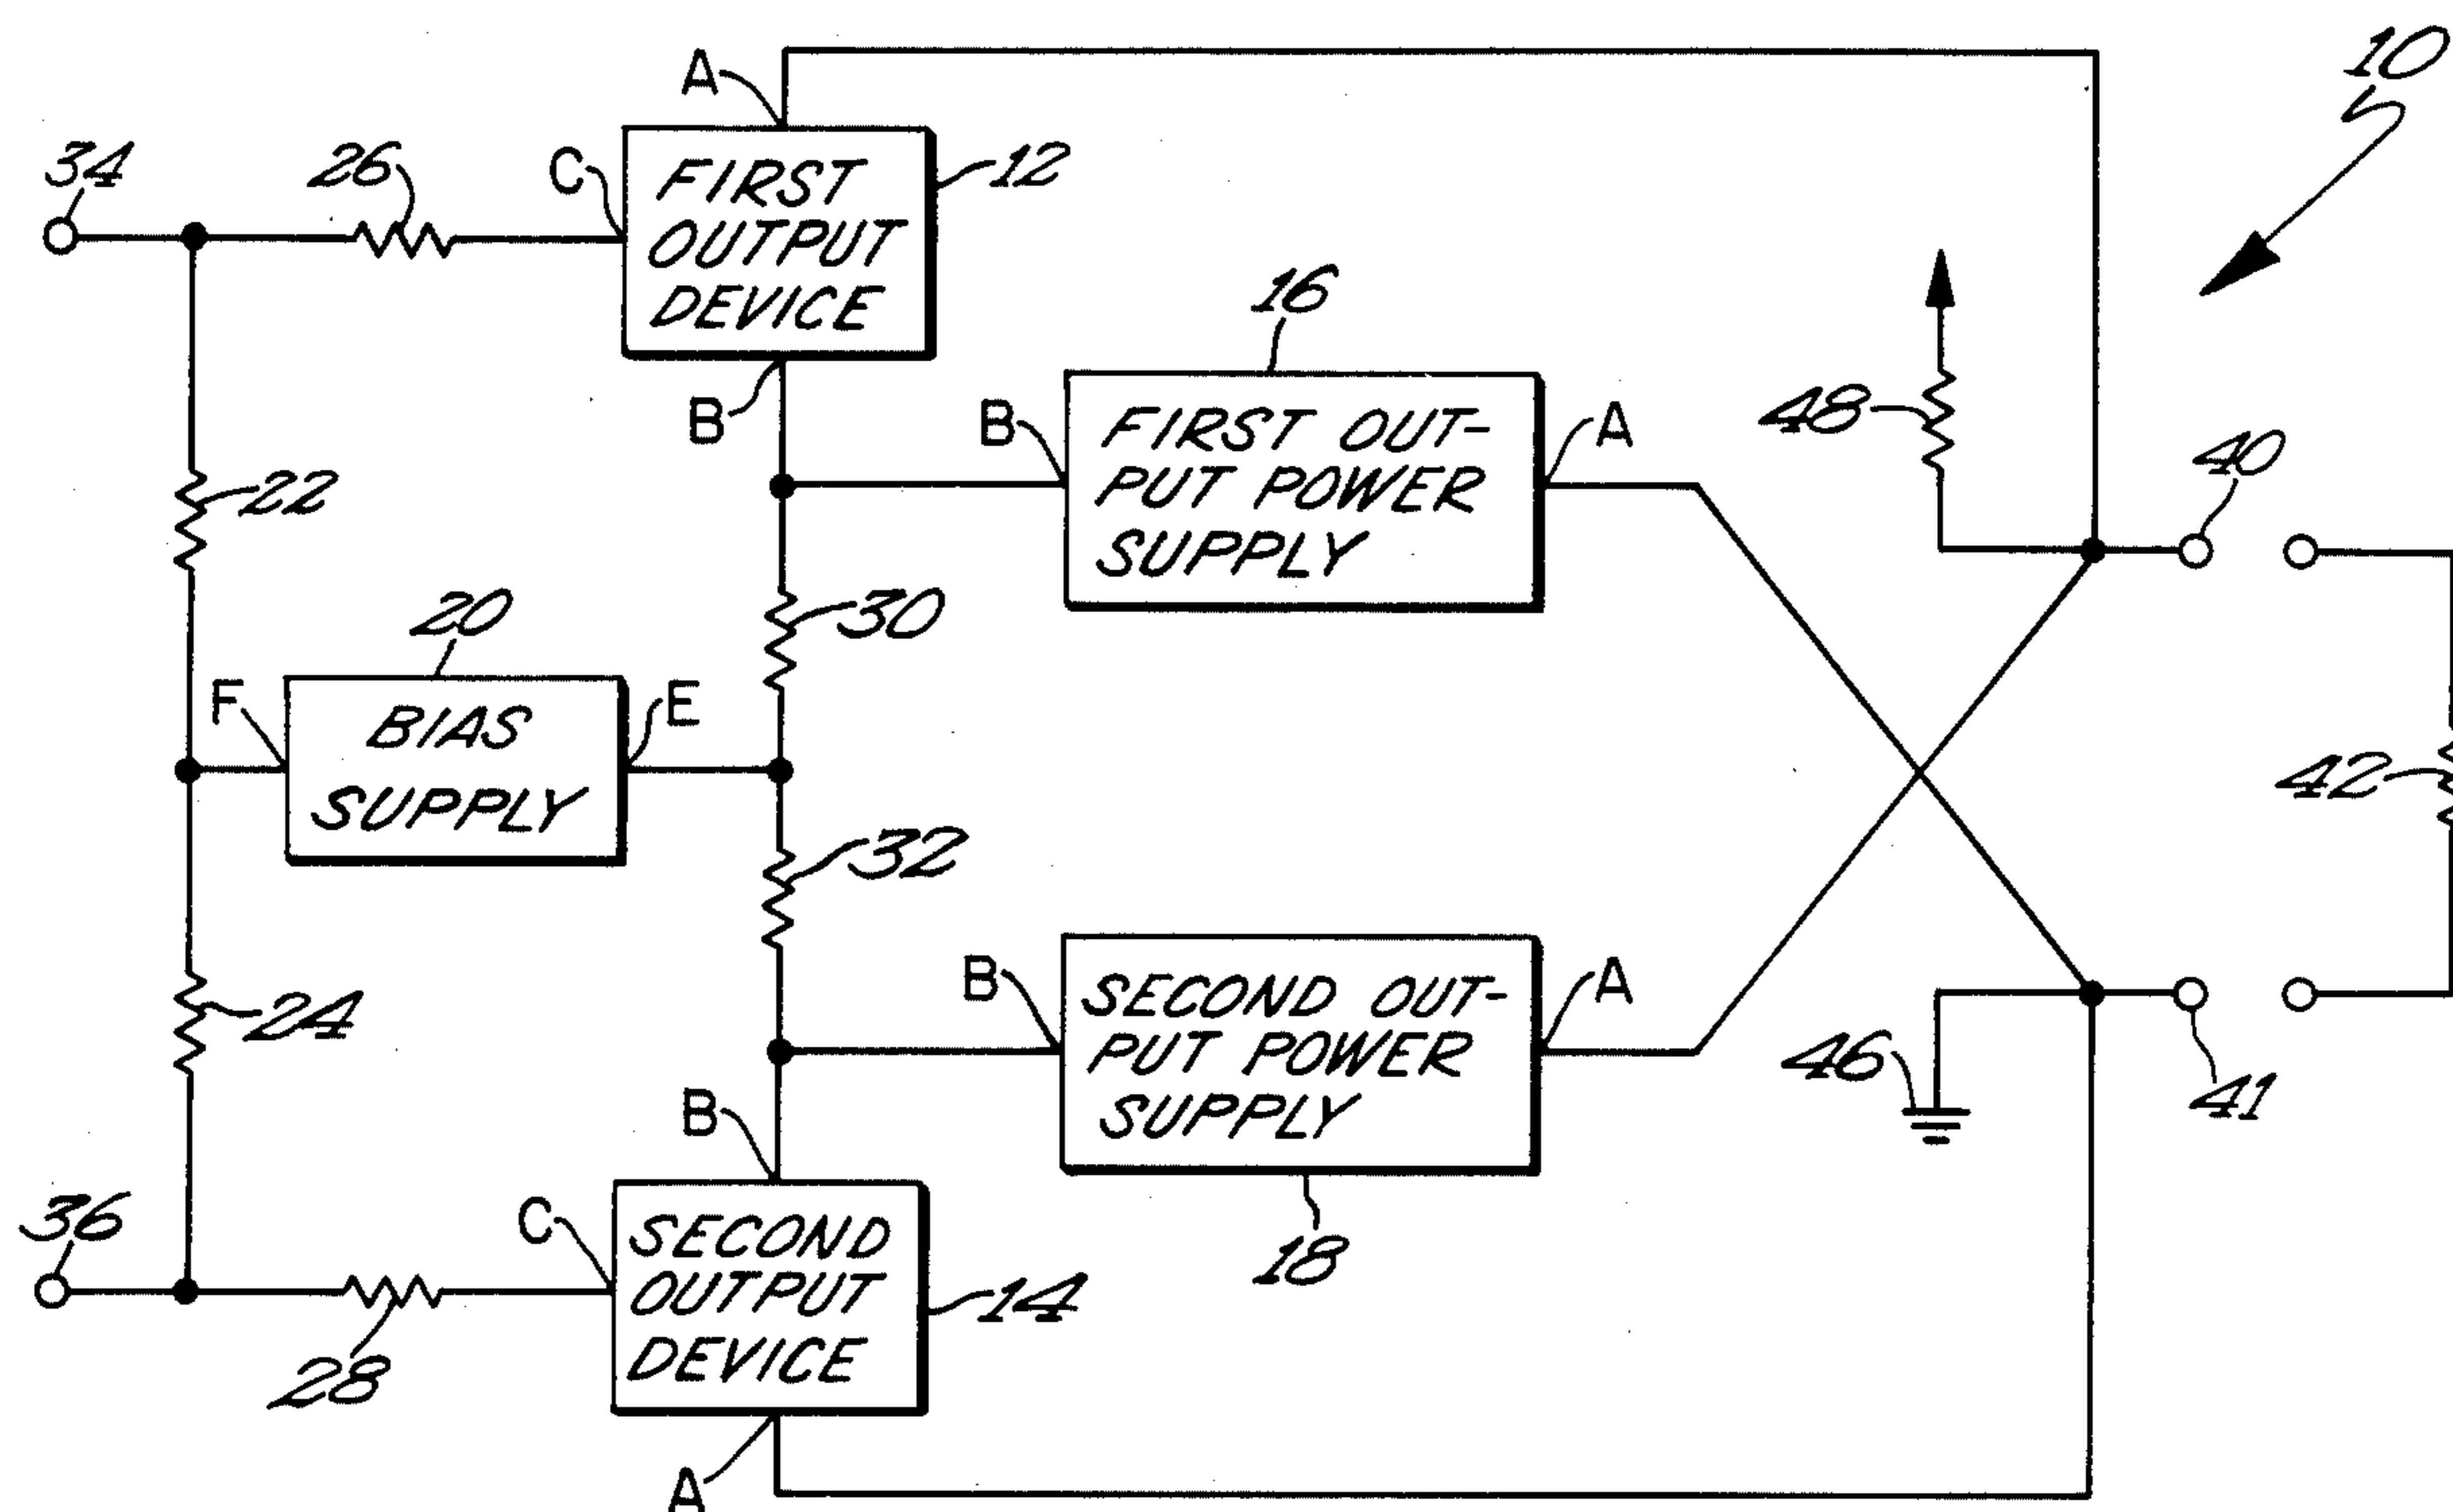 10
A
34
26
C
FIRST
OUTPUT
DEVICE
12
B
16
B
FIRST OUT-
PUT POWER
SUPPLY
A
48
40
22
30
20
F
BIAS
SUPPLY
E
42
32
24
B
SECOND OUT-
PUT POWER
SUPPLY
A
18
46
41
B
36
C
SECOND
OUTPUT
DEVICE
14
28
A